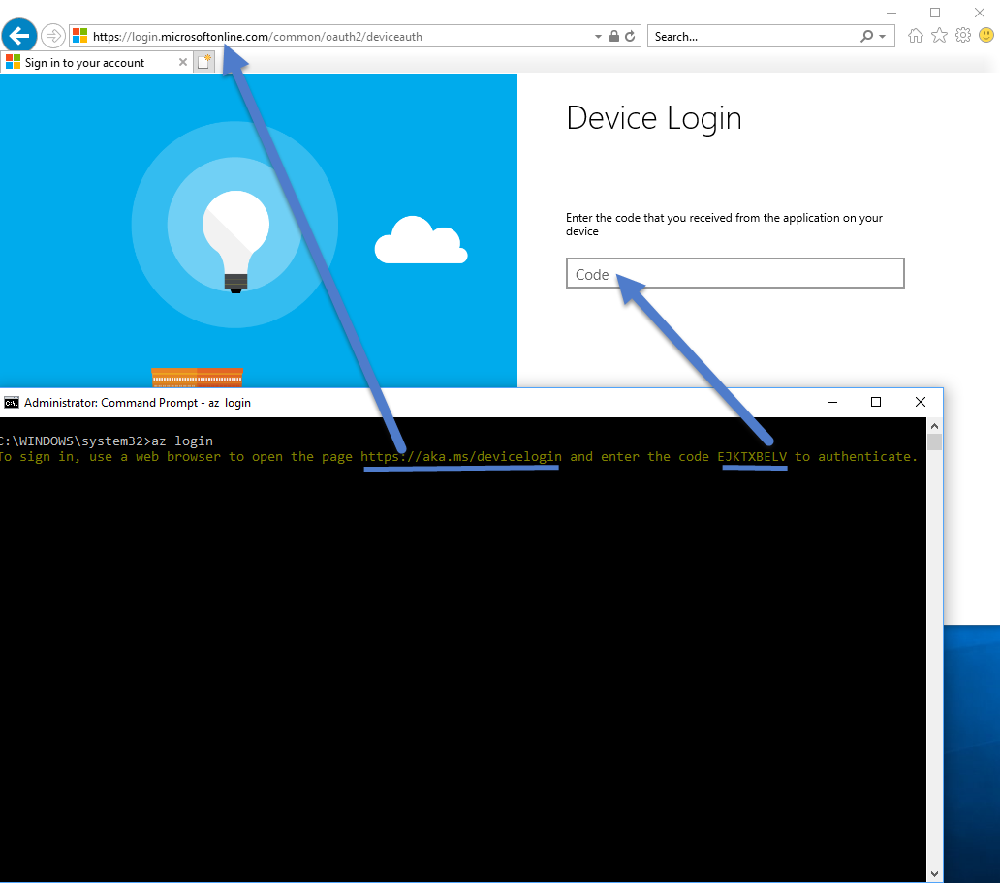 https://login.microsoftonline.com/common/oauth2/deviceauth
Search...
Sign in to your account
Device Login
Enter the code that you received from the application on your
device
Code
Administrator: Command Prompt - az  login
C:\WINDOWS\system32>az login
To sign in, use a web browser to open the page https://aka.ms/devicelogin and enter the code EJKTXBELV to authenticate.